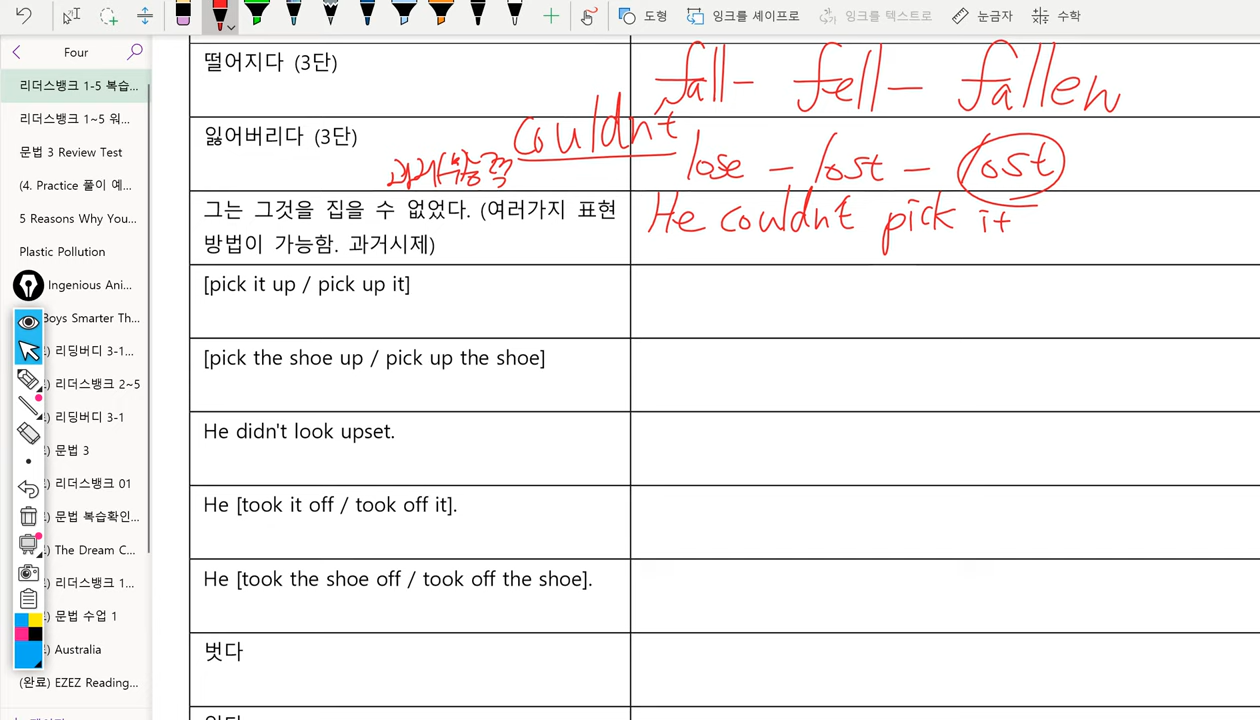 도형
잉크를 셰이프로
잉크를 텍스트로
눈금자
수학
Four
리더스뱅크 1-5 복습...
리더스뱅크 1~5 워...
문법 3 Review Test
(4. Practice 풀이 예...
5 Reasons Why You...
Plastic Pollution
Ingenious Ani...
Boys Smarter Th...
) 리딩버디 3-1...
) 리더스뱅크 2~5
) 리딩버디 3-1
) 문법 3
) 리더스뱅크 01
) 문법 복습확인...
) The Dream C...
) 리더스뱅크 1...
) 문법 수업 1
) Australia
(완료) EZEZ Reading...
떨어지다 (3단)
fall - fell - fallen
잃어버리다 (3단)
couldn't
lose - lost - lost
그는 그것을 집을 수 없었다. (여러가지 표현
방법이 가능함. 과거시제)
He couldn't pick it
[pick it up / pick up it]
[pick the shoe up / pick up the shoe]
He didn't look upset.
He [took it off / took off it].
He [took the shoe off / took off the shoe].
벗다